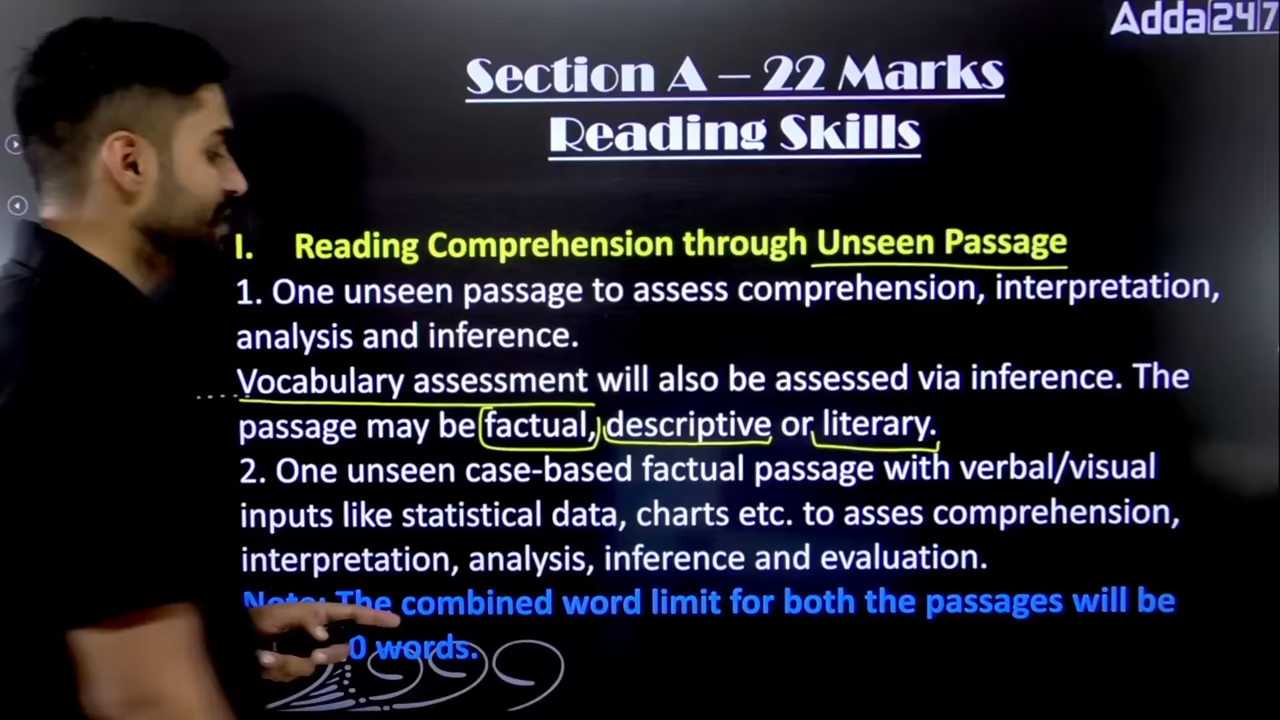 Adda247
Section A – 22 Marks
Reading Skills
I. Reading Comprehension through Unseen Passage
1. One unseen passage to assess comprehension, interpretation,
analysis and inference.
Vocabulary assessment will also be assessed via inference. The
passage may be factual, descriptive or literary.
2. One unseen case-based factual passage with verbal/visual
inputs like statistical data, charts etc. to asses comprehension,
interpretation, analysis, inference and evaluation.
Note: The combined word limit for both the passages will be
words.